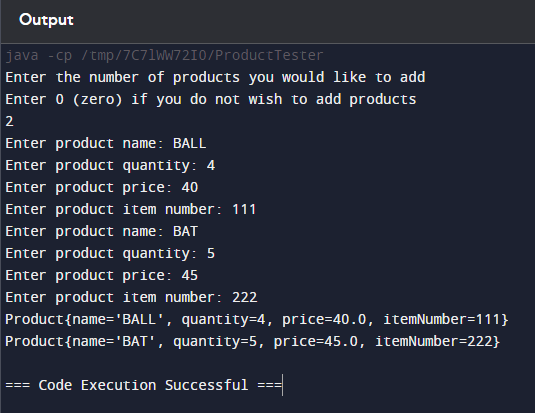 Output
java -cp /tmp/7C7lWW72IO/ProductTester
Enter the number of products you would like to add
Enter 0 (zero) if you do not wish to add products
2
Enter product name: BALL
Enter product quantity: 4
Enter product price: 40
Enter product item number: 111
Enter product name: BAT
Enter product quantity: 5
Enter product price: 45
Enter product item number: 222
Product{name='BALL', quantity=4, price=40.0, itemNumber=111}
Product{name='BAT', quantity=5, price=45.0, itemNumber=222}
=== Code Execution Successful ===